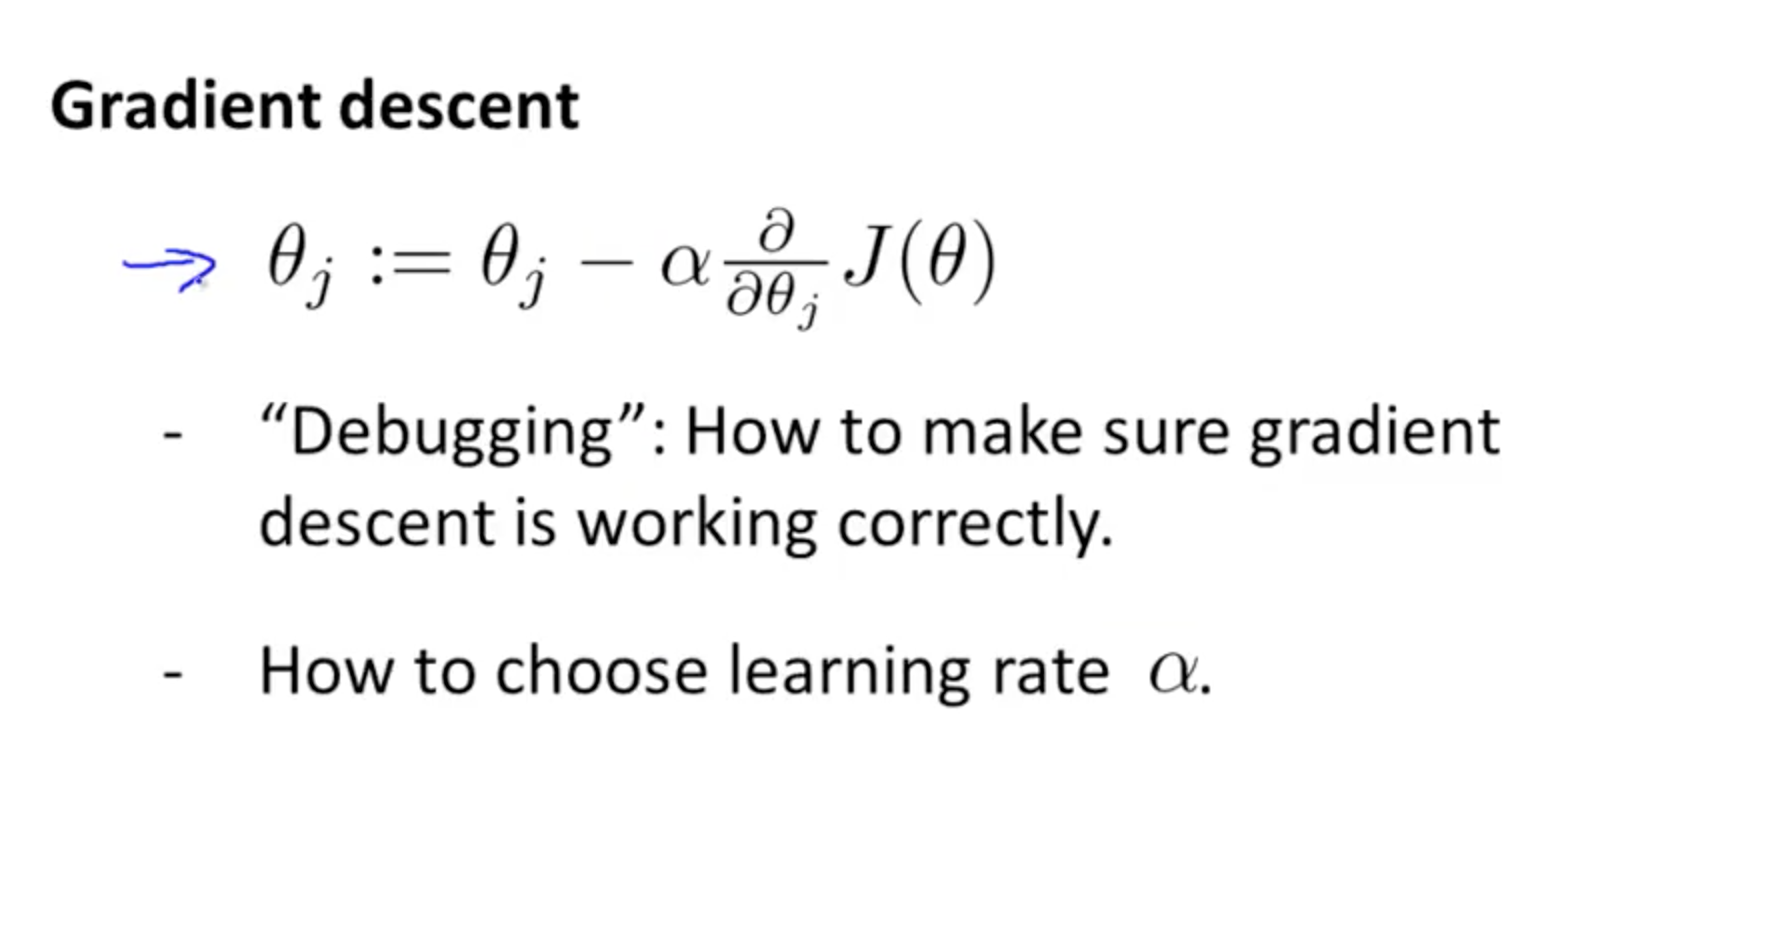 Gradient descent
θⱼ := θⱼ − α ∂/∂θⱼ J(θ)
- “Debugging”: How to make sure gradient
descent is working correctly.
- How to choose learning rate α.